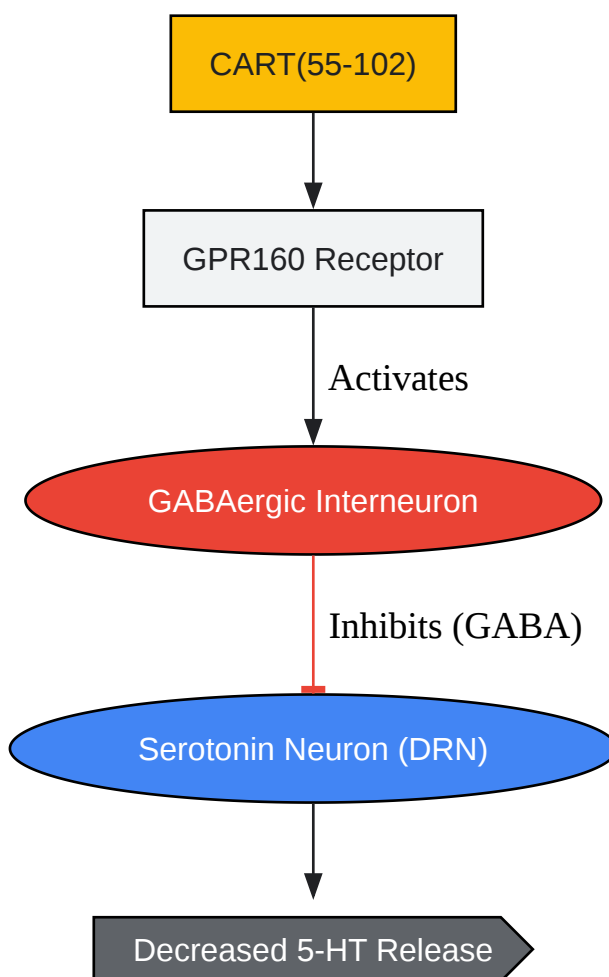 CART(55-102)
GPR160 Receptor
Activates
GABAergic Interneuron
Inhibits (GABA)
Serotonin Neuron (DRN)
Decreased 5-HT Release